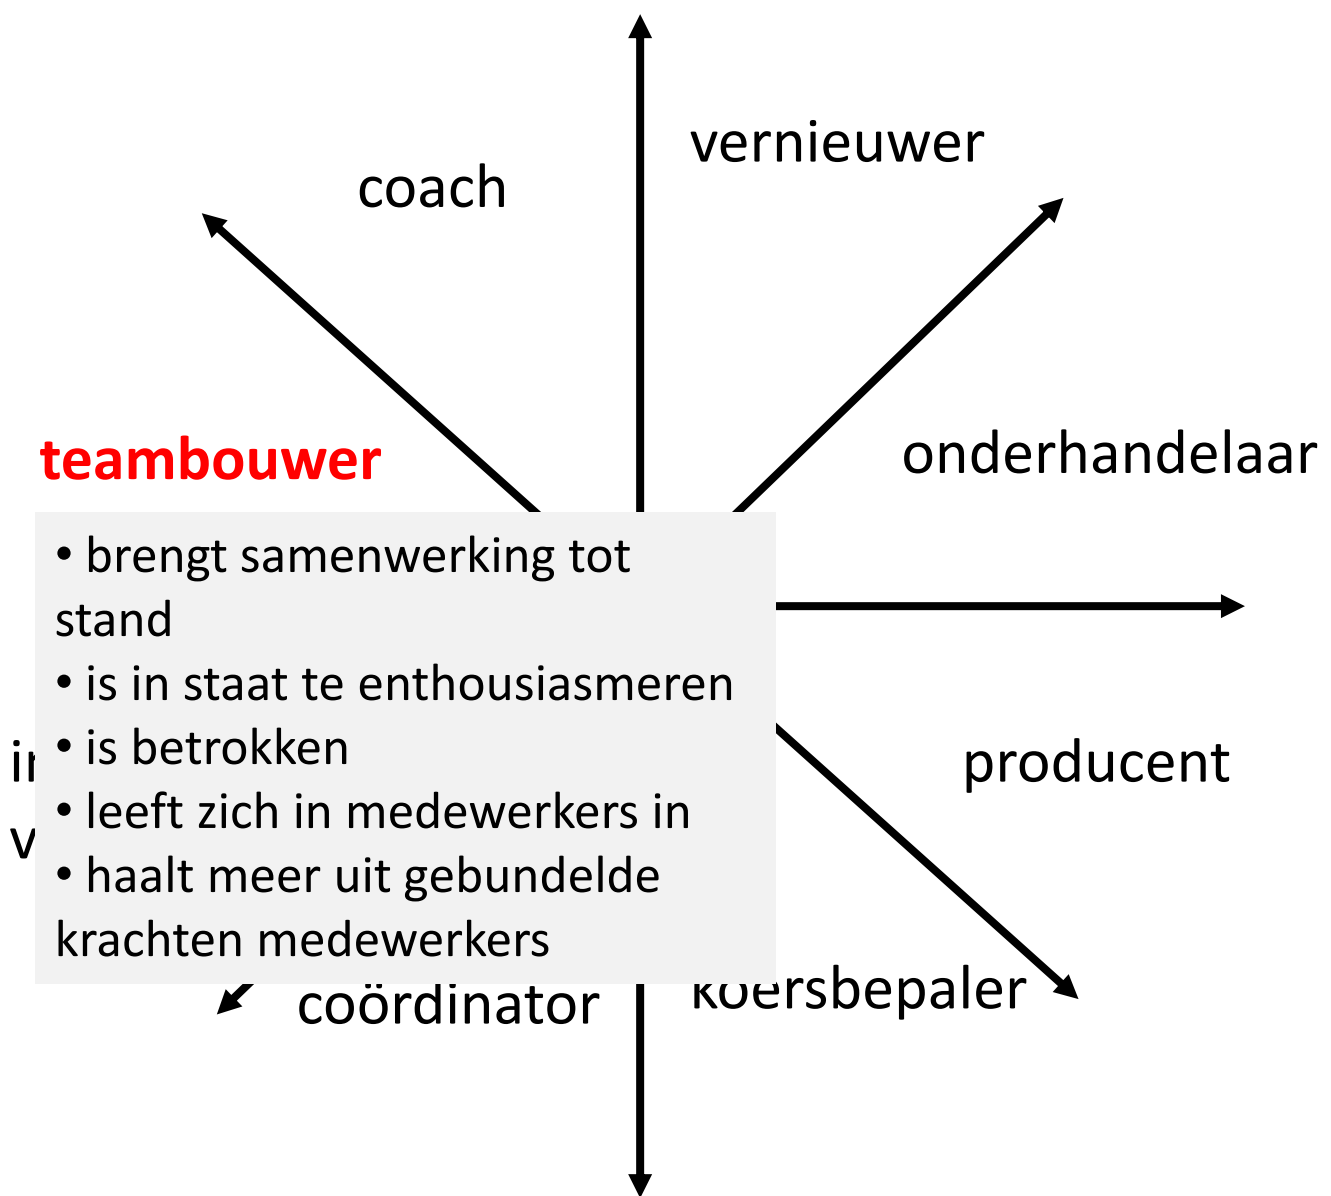 vernieuwer
coach
teambouwer
onderhandelaar
• brengt samenwerking tot
stand
• is in staat te enthousiasmeren
• is betrokken
• leeft zich in medewerkers in
• haalt meer uit gebundelde
krachten medewerkers
producent
coördinator
koersbepaler